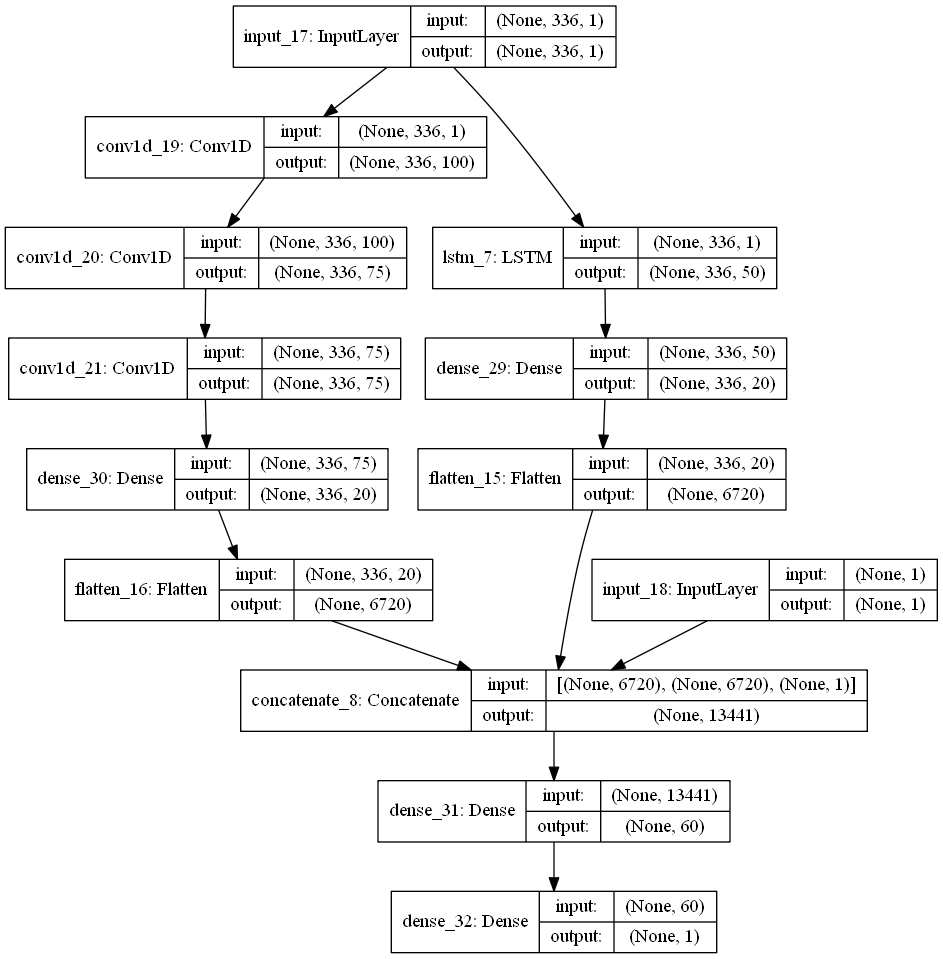 input_17: InputLayer
input: (None, 336, 1)
output: (None, 336, 1)
conv1d_19: Conv1D
input: (None, 336, 1)
output: (None, 336, 100)
conv1d_20: Conv1D
input: (None, 336, 100)
output: (None, 336, 75)
lstm_7: LSTM
input: (None, 336, 1)
output: (None, 336, 50)
conv1d_21: Conv1D
input: (None, 336, 75)
output: (None, 336, 75)
dense_29: Dense
input: (None, 336, 50)
output: (None, 336, 20)
dense_30: Dense
input: (None, 336, 75)
output: (None, 336, 20)
flatten_15: Flatten
input: (None, 336, 20)
output: (None, 6720)
flatten_16: Flatten
input: (None, 336, 20)
output: (None, 6720)
input_18: InputLayer
input: (None, 1)
output: (None, 1)
concatenate_8: Concatenate
input: [(None, 6720), (None, 6720), (None, 1)]
output: (None, 13441)
dense_31: Dense
input: (None, 13441)
output: (None, 60)
dense_32: Dense
input: (None, 60)
output: (None, 1)